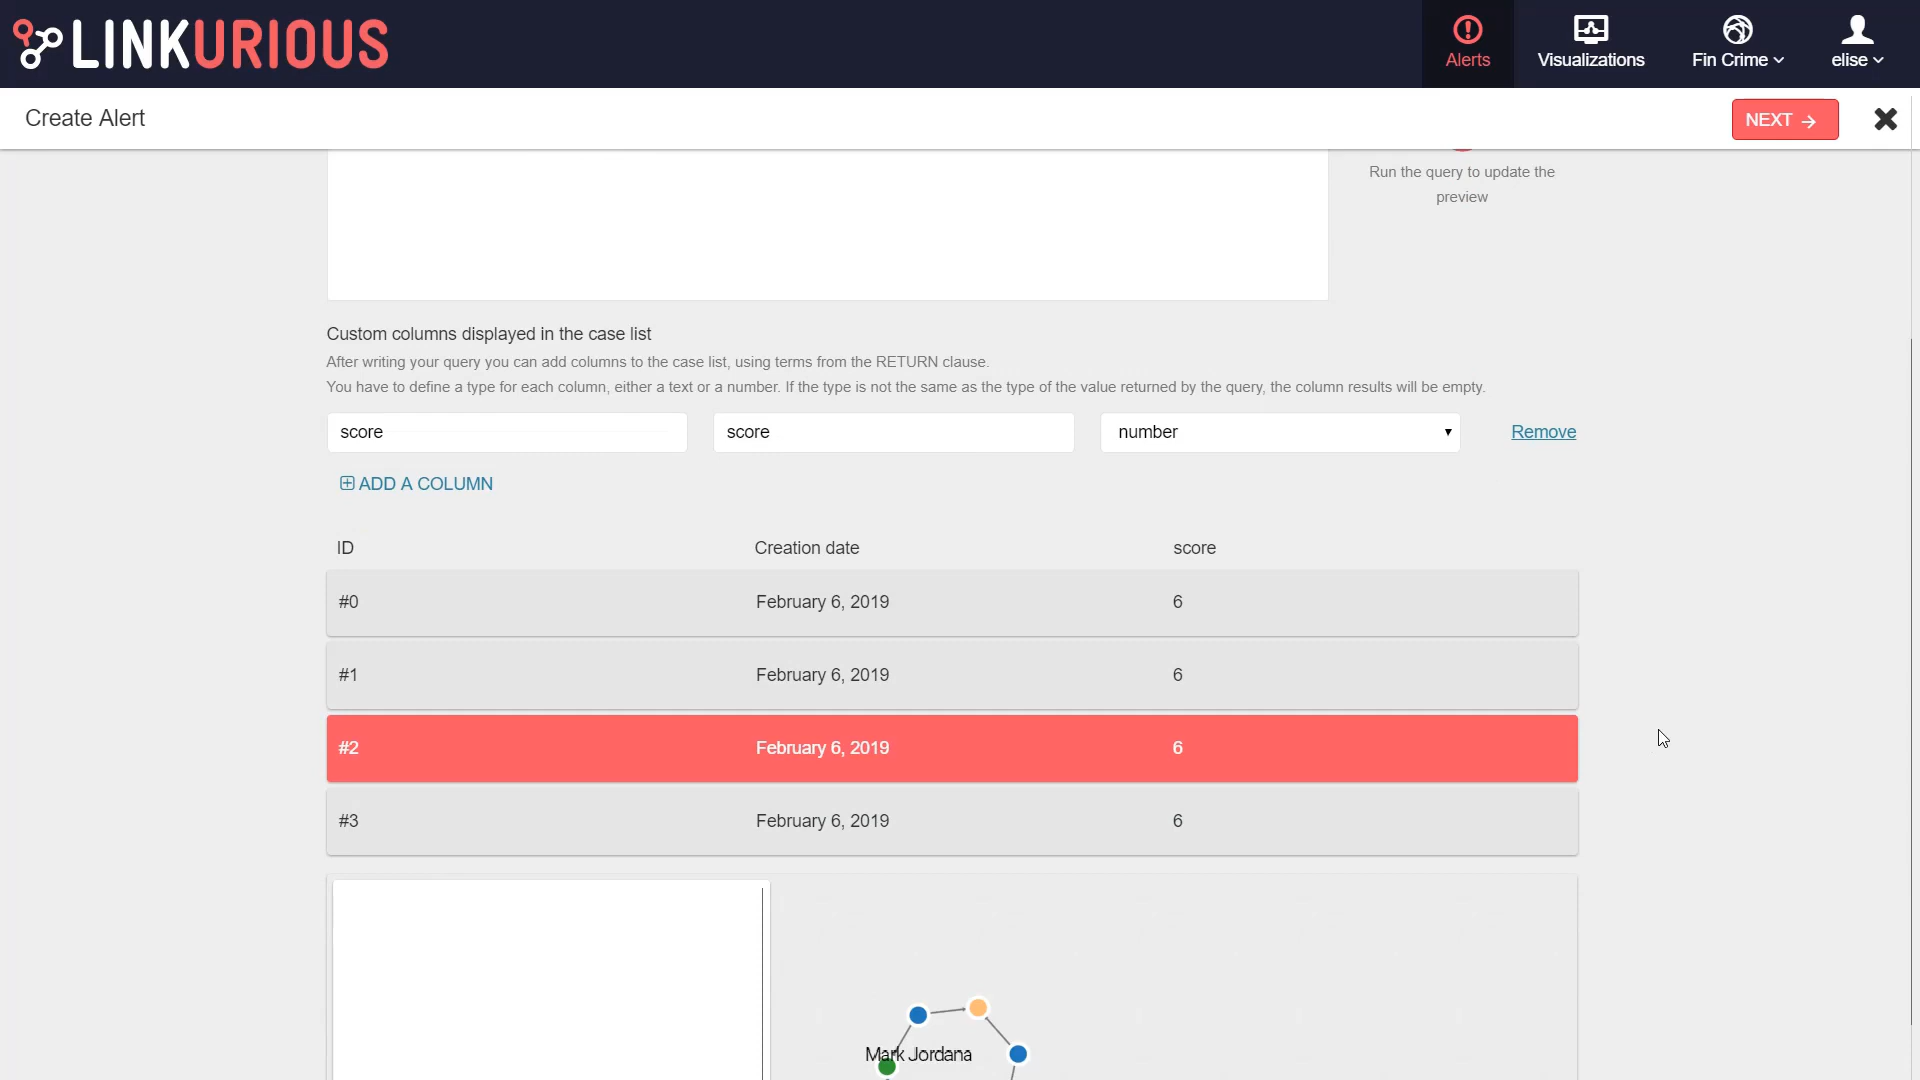 LINKURIOUS
Alerts
Visualizations
Fin Crime
elise
Create Alert
NEXT →
Run the query to update the
preview
Custom columns displayed in the case list
After writing your query you can add columns to the case list, using terms from the RETURN clause.
You have to define a type for each column, either a text or a number. If the type is not the same as the type of the value returned by the query, the column results will be empty.
score score number Remove
ADD A COLUMN
ID Creation date score
#0 February 6, 2019 6
#1 February 6, 2019 6
#2 February 6, 2019 6
#3 February 6, 2019 6
Mark Jordana